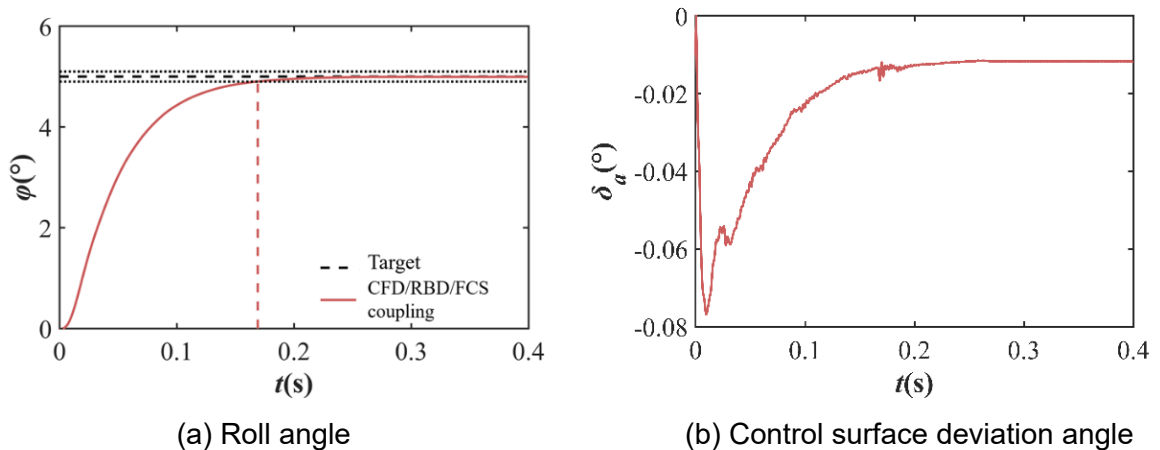 6
4
2
0
φ(°)
Target
CFD/RBD/FCS
coupling
0 0.1 0.2 0.3 0.4
t(s)
(a) Roll angle
0
-0.02
-0.04
-0.06
-0.08
δa(°)
0 0.1 0.2 0.3 0.4
t(s)
(b) Control surface deviation angle